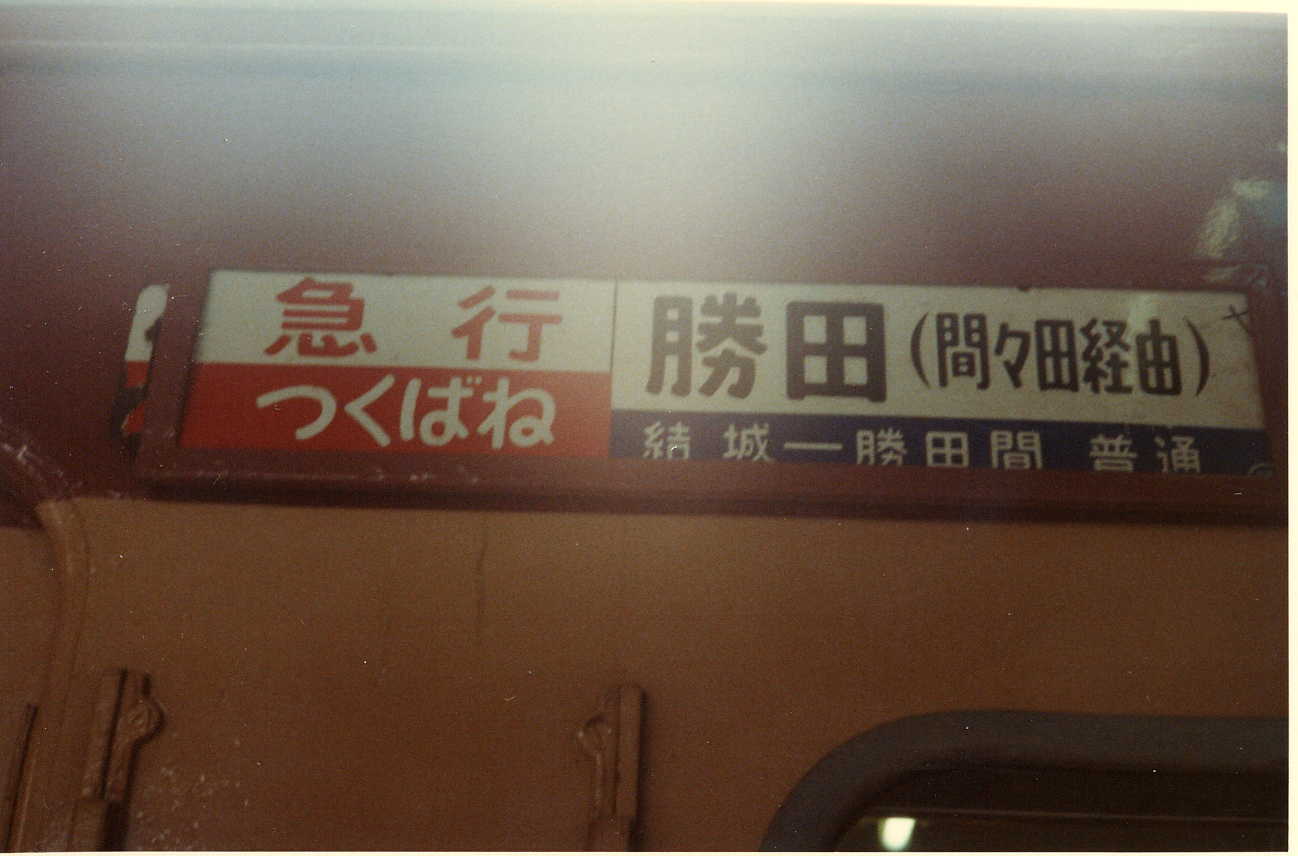 急行
つくばね
勝田(間々田経由)
結城―勝田間 普通